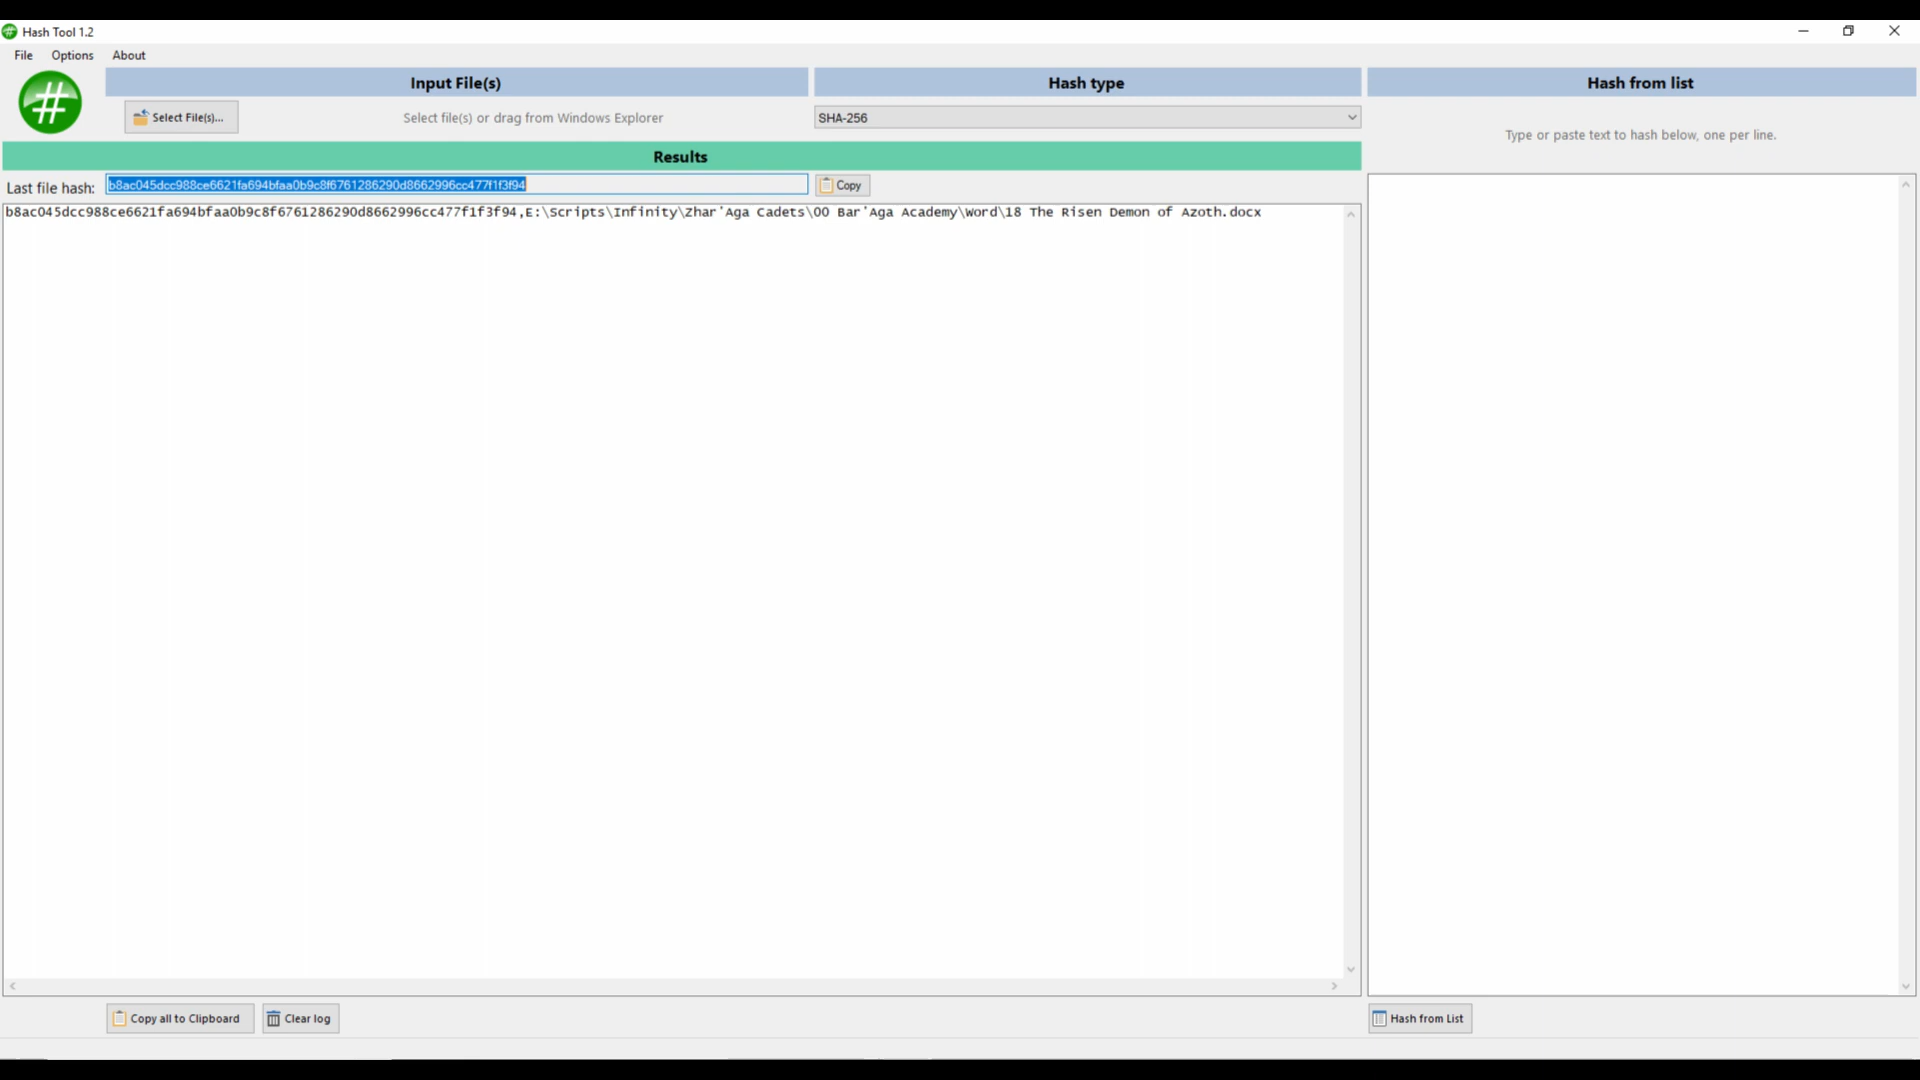 Hash Tool 1.2
File Options About
Input File(s) Hash type Hash from list
Select File(s)... Select file(s) or drag from Windows Explorer SHA-256
Type or paste text to hash below, one per line.
Results
Last file hash: b8ac045dcc988ce6621fa694bfaa0b9c8f6761286290d8662996cc477f1f3f94 Copy
b8ac045dcc988ce6621fa694bfaa0b9c8f6761286290d8662996cc477f1f3f94,E:\Scripts\Infinity\Zhar'Aga Cadets\00 Bar'Aga Academy\Word\18 The Risen Demon of Azoth.docx
Copy all to Clipboard Clear log Hash from List